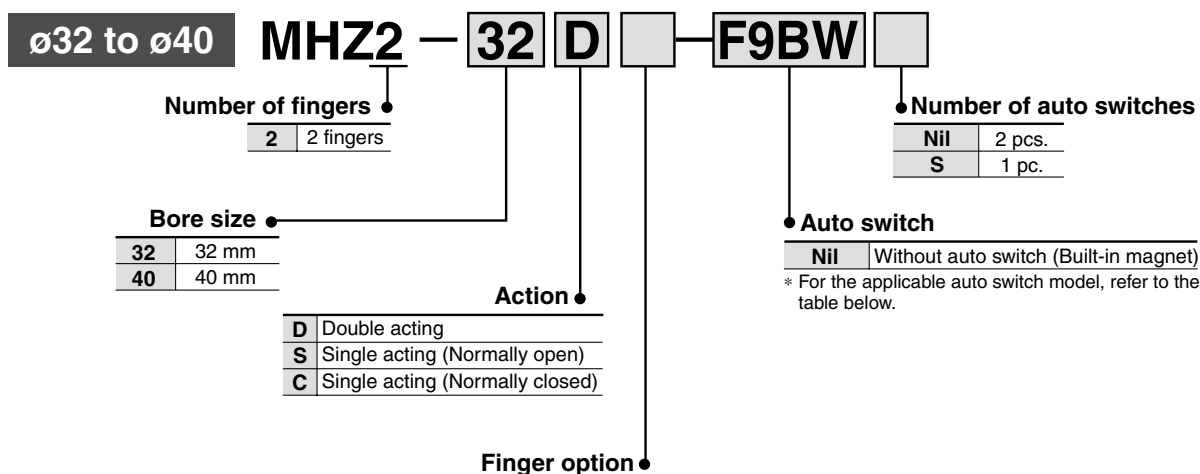 ø32 to ø40 MHZ2 — 32 D — F9BW
Number of fingers
2 2 fingers
Number of auto switches
Nil 2 pcs.
S 1 pc.
Bore size
32 32 mm
40 40 mm
Auto switch
Nil Without auto switch (Built-in magnet)
* For the applicable auto switch model, refer to the
table below.
Action
D Double acting
S Single acting (Normally open)
C Single acting (Normally closed)
Finger option